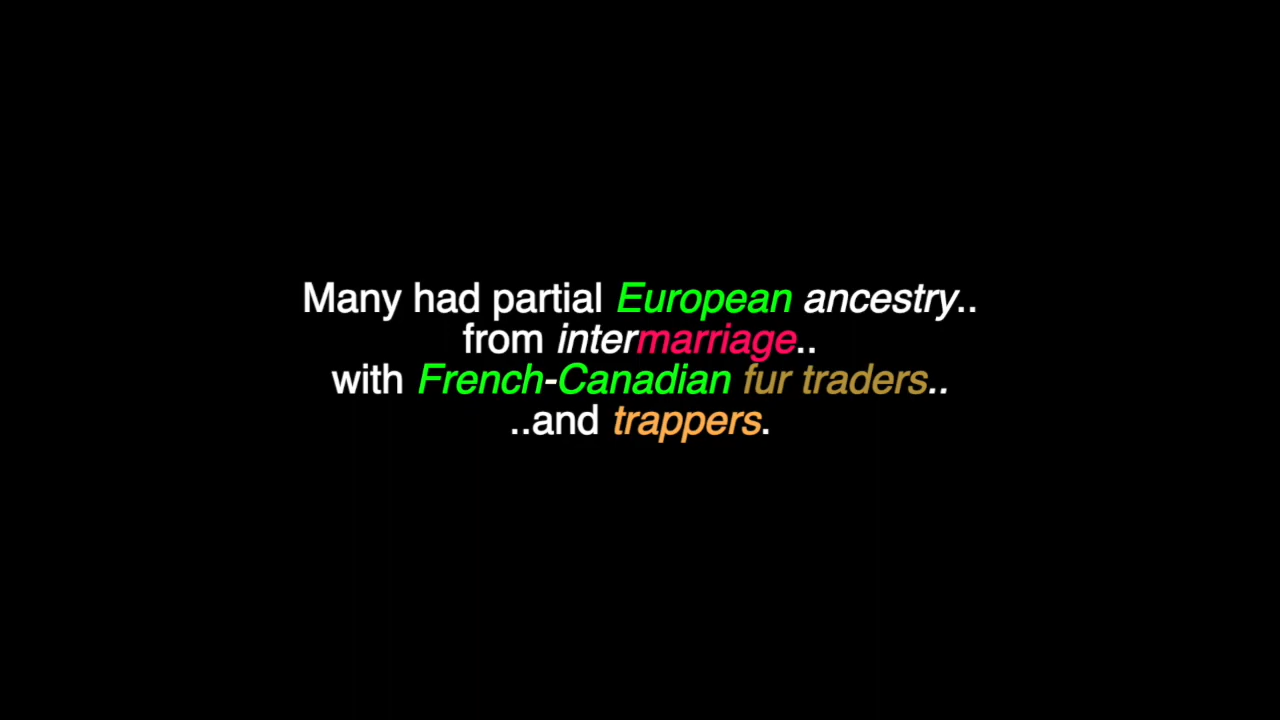 Many had partial European ancestry..
from intermarriage..
with French-Canadian fur traders..
..and trappers.